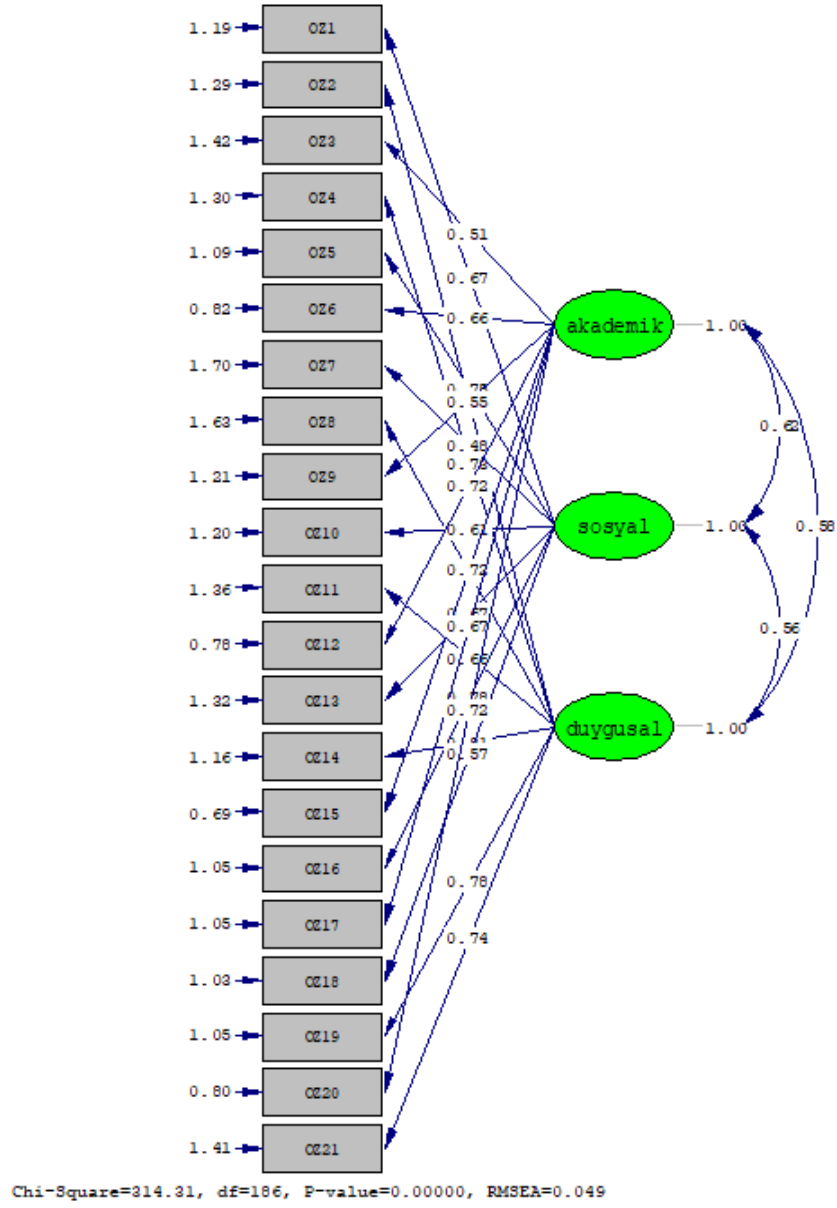 1.19 OZ1
1.29 OZ2
1.42 OZ3
1.30 OZ4
0.51
1.09 OZ5
0.67
0.82 OZ6
0.66
akademik 1.00
1.70 OZ7
0.55
1.63 OZ8
0.62
0.48
0.72
1.21 OZ9
1.20 OZ10
0.61
sosyal 1.00
0.58
0.72
1.36 OZ11
0.67
0.56
0.78 OZ12
1.32 OZ13
0.72
duygusal 1.00
1.16 OZ14
0.57
0.69 OZ15
1.05 OZ16
0.78
1.05 OZ17
0.74
1.03 OZ18
1.05 OZ19
0.80 OZ20
1.41 OZ21
Chi-Square=314.31, df=186, P-value=0.00000, RMSEA=0.049